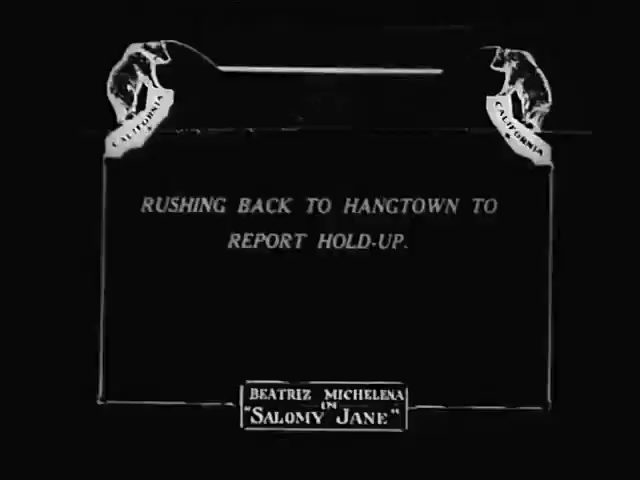 CALIFORNIA
CALIFORNIA
RUSHING BACK TO HANGTOWN TO
REPORT HOLD-UP.
BEATRIZ MICHELENA
IN
"SALOMY JANE"